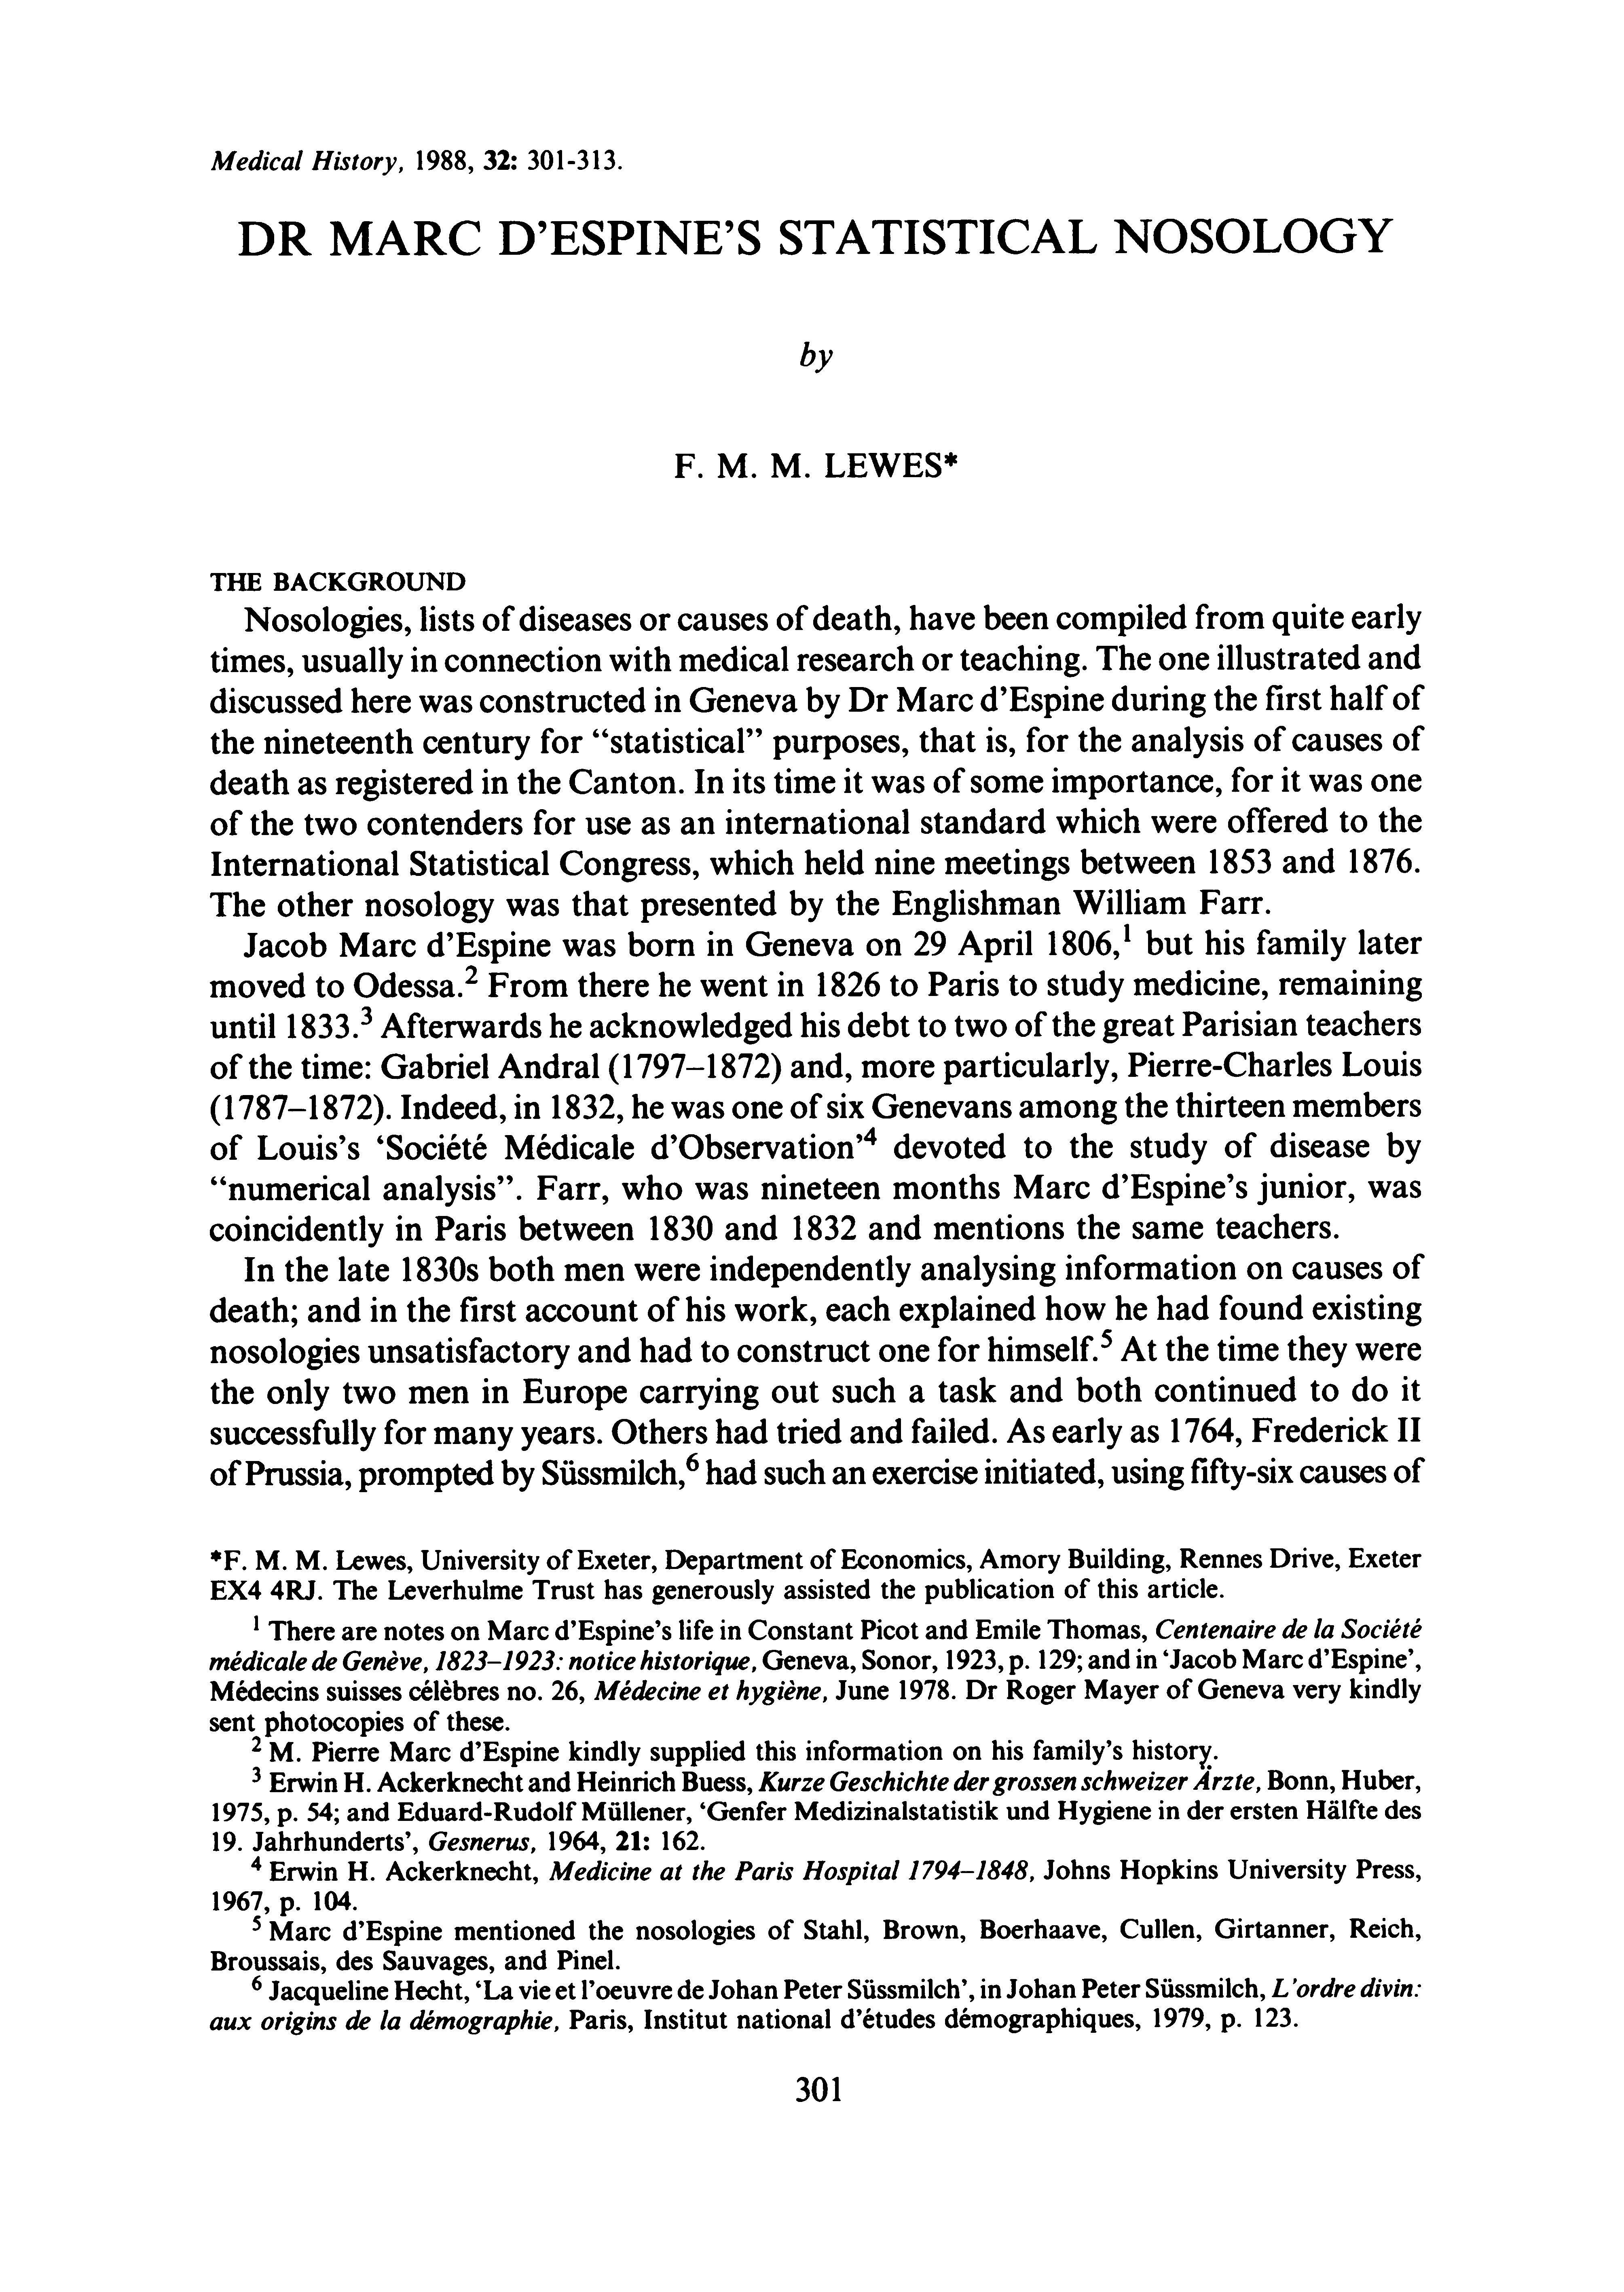 Medical History, 1988, 32: 301-313.
DR MARC D'ESPINE'S STATISTICAL NOSOLOGY
by
F. M. M. LEWES*
THE BACKGROUND
Nosologies, lists of diseases or causes of death, have been compiled from quite early
times, usually in connection with medical research or teaching. The one illustrated and
discussed here was constructed in Geneva by Dr Marc d'Espine during the first half of
the nineteenth century for “statistical” purposes, that is, for the analysis of causes of
death as registered in the Canton. In its time it was of some importance, for it was one
of the two contenders for use as an international standard which were offered to the
International Statistical Congress, which held nine meetings between 1853 and 1876.
The other nosology was that presented by the Englishman William Farr.
Jacob Marc d'Espine was born in Geneva on 29 April 1806,¹ but his family later
moved to Odessa.² From there he went in 1826 to Paris to study medicine, remaining
until 1833.³ Afterwards he acknowledged his debt to two of the great Parisian teachers
of the time: Gabriel Andral (1797–1872) and, more particularly, Pierre-Charles Louis
(1787–1872). Indeed, in 1832, he was one of six Genevans among the thirteen members
of Louis's ‘Société Médicale d'Observation’⁴ devoted to the study of disease by
“numerical analysis”. Farr, who was nineteen months Marc d'Espine's junior, was
coincidently in Paris between 1830 and 1832 and mentions the same teachers.
In the late 1830s both men were independently analysing information on causes of
death; and in the first account of his work, each explained how he had found existing
nosologies unsatisfactory and had to construct one for himself.⁵ At the time they were
the only two men in Europe carrying out such a task and both continued to do it
successfully for many years. Others had tried and failed. As early as 1764, Frederick II
of Prussia, prompted by Süssmilch,⁶ had such an exercise initiated, using fifty-six causes of
*F. M. M. Lewes, University of Exeter, Department of Economics, Amory Building, Rennes Drive, Exeter
EX4 4RJ. The Leverhulme Trust has generously assisted the publication of this article.
¹ There are notes on Marc d'Espine's life in Constant Picot and Emile Thomas, Centenaire de la Société
médicale de Genève, 1823–1923: notice historique, Geneva, Sonor, 1923, p. 129; and in ‘Jacob Marc d'Espine’,
Médecins suisses célèbres no. 26, Médecine et hygiène, June 1978. Dr Roger Mayer of Geneva very kindly
sent photocopies of these.
² M. Pierre Marc d'Espine kindly supplied this information on his family's history.
³ Erwin H. Ackerknecht and Heinrich Buess, Kurze Geschichte der grossen schweizer Ärzte, Bonn, Huber,
1975, p. 54; and Eduard-Rudolf Müllener, ‘Genfer Medizinalstatistik und Hygiene in der ersten Hälfte des
19. Jahrhunderts’, Gesnerus, 1964, 21: 162.
⁴ Erwin H. Ackerknecht, Medicine at the Paris Hospital 1794–1848, Johns Hopkins University Press,
1967, p. 104.
⁵ Marc d'Espine mentioned the nosologies of Stahl, Brown, Boerhaave, Cullen, Girtanner, Reich,
Broussais, des Sauvages, and Pinel.
⁶ Jacqueline Hecht, ‘La vie et l'oeuvre de Johan Peter Süssmilch’, in Johan Peter Süssmilch, L'ordre divin:
aux origins de la démographie, Paris, Institut national d'études démographiques, 1979, p. 123.
301